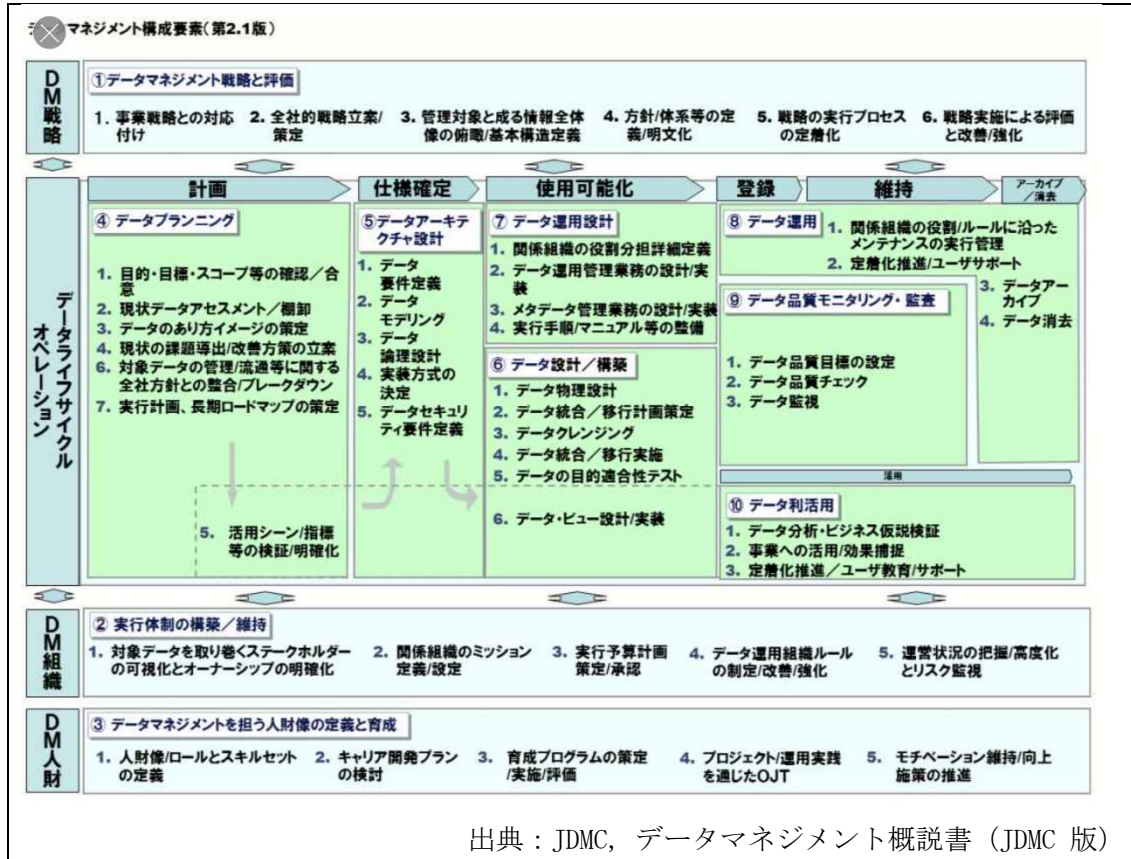 マネジメント構成要素(第2.1版)
DM戦略
①データマネジメント戦略と評価
1. 事業戦略との対応
付け
2. 全社的戦略立案/
策定
3. 管理対象と成る情報全体
像の俯瞰/基本構造定義
4. 方針/体系等の定
義/明文化
5. 戦略の実行プロセス
の定着化
6. 戦略実施による評価
と改善/強化
データライフサイクル
オペレーション
計画
仕様確定
使用可能化
登録
維持
アーカイブ
/消去
④ データプランニング
1. 目的・目標・スコープ等の確認/合
意
2. 現状データアセスメント/棚卸
3. データのあり方イメージの策定
4. 現状の課題導出/改善方策の立案
6. 対象データの管理/流通等に関する
全社方針との整合/ブレークダウン
7. 実行計画、長期ロードマップの策定
5. 活用シーン/指標
等の検証/明確化
⑤データアーキテ
クチャ設計
1. データ
要件定義
2. データ
モデリング
3. データ
論理設計
4. 実装方式の
決定
5. データセキュリ
ティ要件定義
⑦ データ運用設計
1. 関係組織の役割分担詳細定義
2. データ運用管理業務の設計/実
装
3. メタデータ管理業務の設計/実装
4. 実行手順/マニュアル等の整備
⑥ データ設計/構築
1. データ物理設計
2. データ統合/移行計画策定
3. データクレンジング
4. データ統合/移行実施
5. データの目的適合性テスト
6. データ・ビュー設計/実装
⑧ データ運用
1. 関係組織の役割/ルールに沿った
メンテナンスの実行管理
2. 定着化推進/ユーザサポート
3. データアー
カイブ
4. データ消去
⑨ データ品質モニタリング・監査
1. データ品質目標の設定
2. データ品質チェック
3. データ監視
活用
⑩ データ利活用
1. データ分析・ビジネス仮説検証
2. 事業への活用/効果捕捉
3. 定着化推進/ユーザ教育/サポート
DM組織
② 実行体制の構築/維持
1. 対象データを取り巻くステークホルダー
の可視化とオーナーシップの明確化
2. 関係組織のミッション
定義/設定
3. 実行予算計画
策定/承認
4. データ運用組織ルール
の制定/改善/強化
5. 運営状況の把握/高度化
とリスク監視
DM人財
③ データマネジメントを担う人財像の定義と育成
1. 人財像/ロールとスキルセット
の定義
2. キャリア開発プラン
の検討
3. 育成プログラムの策定
/実施/評価
4. プロジェクト/運用実践
を通じたOJT
5. モチベーション維持/向上
施策の推進
出典:JDMC, データマネジメント概説書 (JDMC 版)